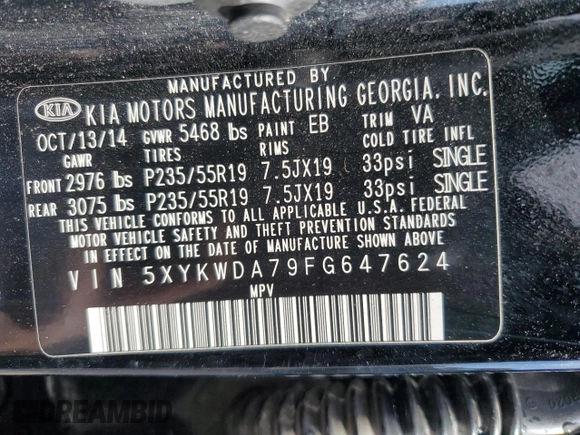 MANUFACTURED BY
KIA KIA MOTORS MANUFACTURING GEORGIA, INC.
OCT/13/14 GVWR 5468 lbs PAINT EB TRIM VA
GAWR TIRES RIMS COLD TIRE INFL
FRONT 2976 lbs P235/55R19 7.5JX19 33psi SINGLE
REAR 3075 lbs P235/55R19 7.5JX19 33psi SINGLE
THIS VEHICLE CONFORMS TO ALL APPLICABLE U.S.A. FEDERAL
MOTOR VEHICLE SAFETY AND THEFT PREVENTION STANDARDS
IN EFFECT ON THE DATE OF MANUFACTURE SHOWN ABOVE
VIN 5XYKWDA79FG647624
MPV
DREAMBID